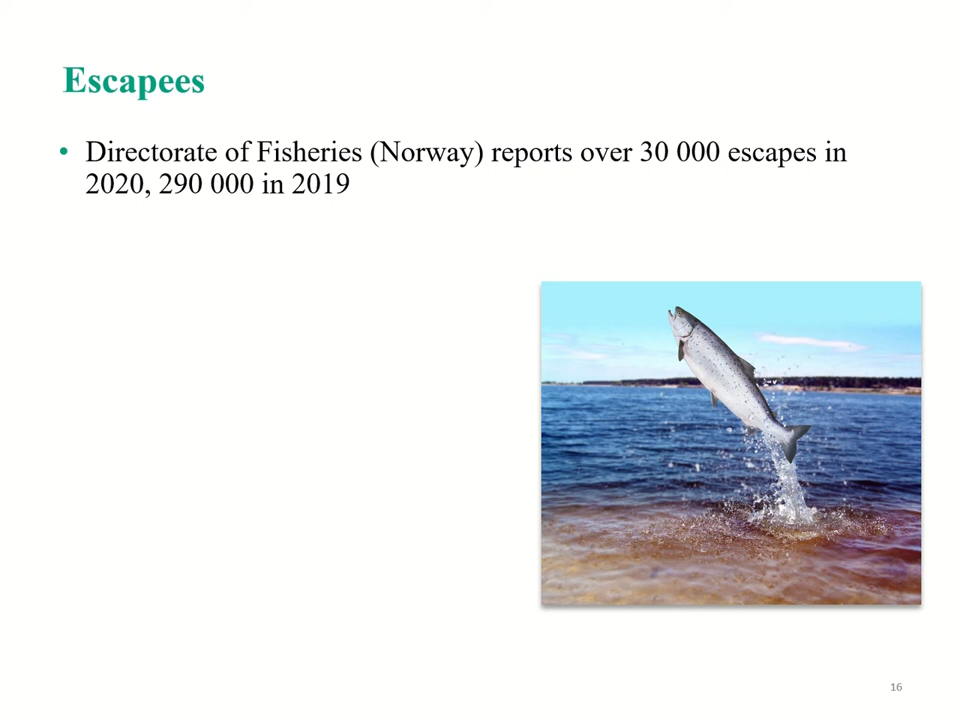 Escapees
• Directorate of Fisheries (Norway) reports over 30 000 escapes in
2020, 290 000 in 2019
16